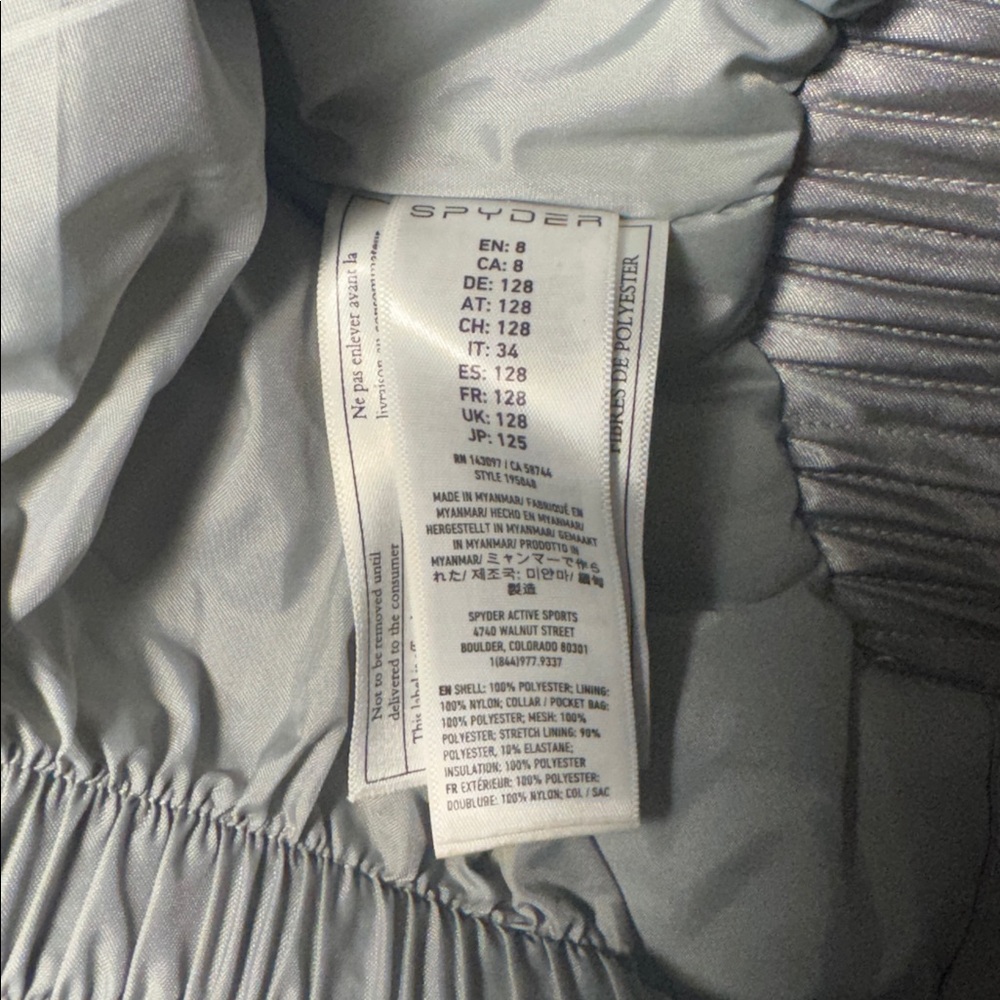 SPYDER
EN: 8
CA: 8
DE: 128
AT: 128
CH: 128
IT: 34
ES: 128
FR: 128
UK: 128
JP: 125
RN 143097 / CA 58744
STYLE 195048
MADE IN MYANMAR/ FABRIQUÉ EN
MYANMAR/ HECHO EN MYANMAR/
HERGESTELLT IN MYANMAR/ GEMAAKT
IN MYANMAR/ PRODOTTO IN
MYANMAR/ ミャンマーで作ら
れた/ 제조국: 미얀마/
製造
SPYDER ACTIVE SPORTS
4740 WALNUT STREET
BOULDER, COLORADO 80301
1(844)977.9337
EN SHELL: 100% POLYESTER; LINING:
100% NYLON; COLLAR / POCKET BAG:
100% POLYESTER; MESH: 100%
POLYESTER; STRETCH LINING: 90%
POLYESTER, 10% ELASTANE;
INSULATION: 100% POLYESTER
FR EXTÉRIEUR: 100% POLYESTER;
DOUBLURE: 100% NYLON; COL / SAC
Ne pas enlever avant la
livraison au consommateur
Not to be removed until
delivered to the consumer
This label is
FIBRES DE POLYESTER